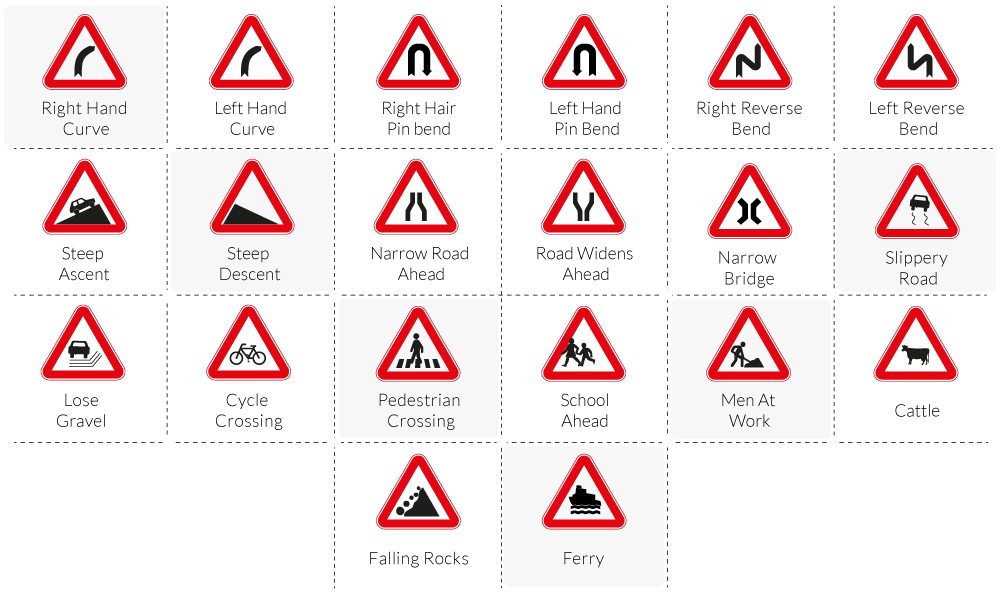 Right Hand
Curve
Left Hand
Curve
Right Hair
Pin bend
Left Hand
Pin Bend
Right Reverse
Bend
Left Reverse
Bend
Steep
Ascent
Steep
Descent
Narrow Road
Ahead
Road Widens
Ahead
Narrow
Bridge
Slippery
Road
Lose
Gravel
Cycle
Crossing
Pedestrian
Crossing
School
Ahead
Men At
Work
Cattle
Falling Rocks
Ferry